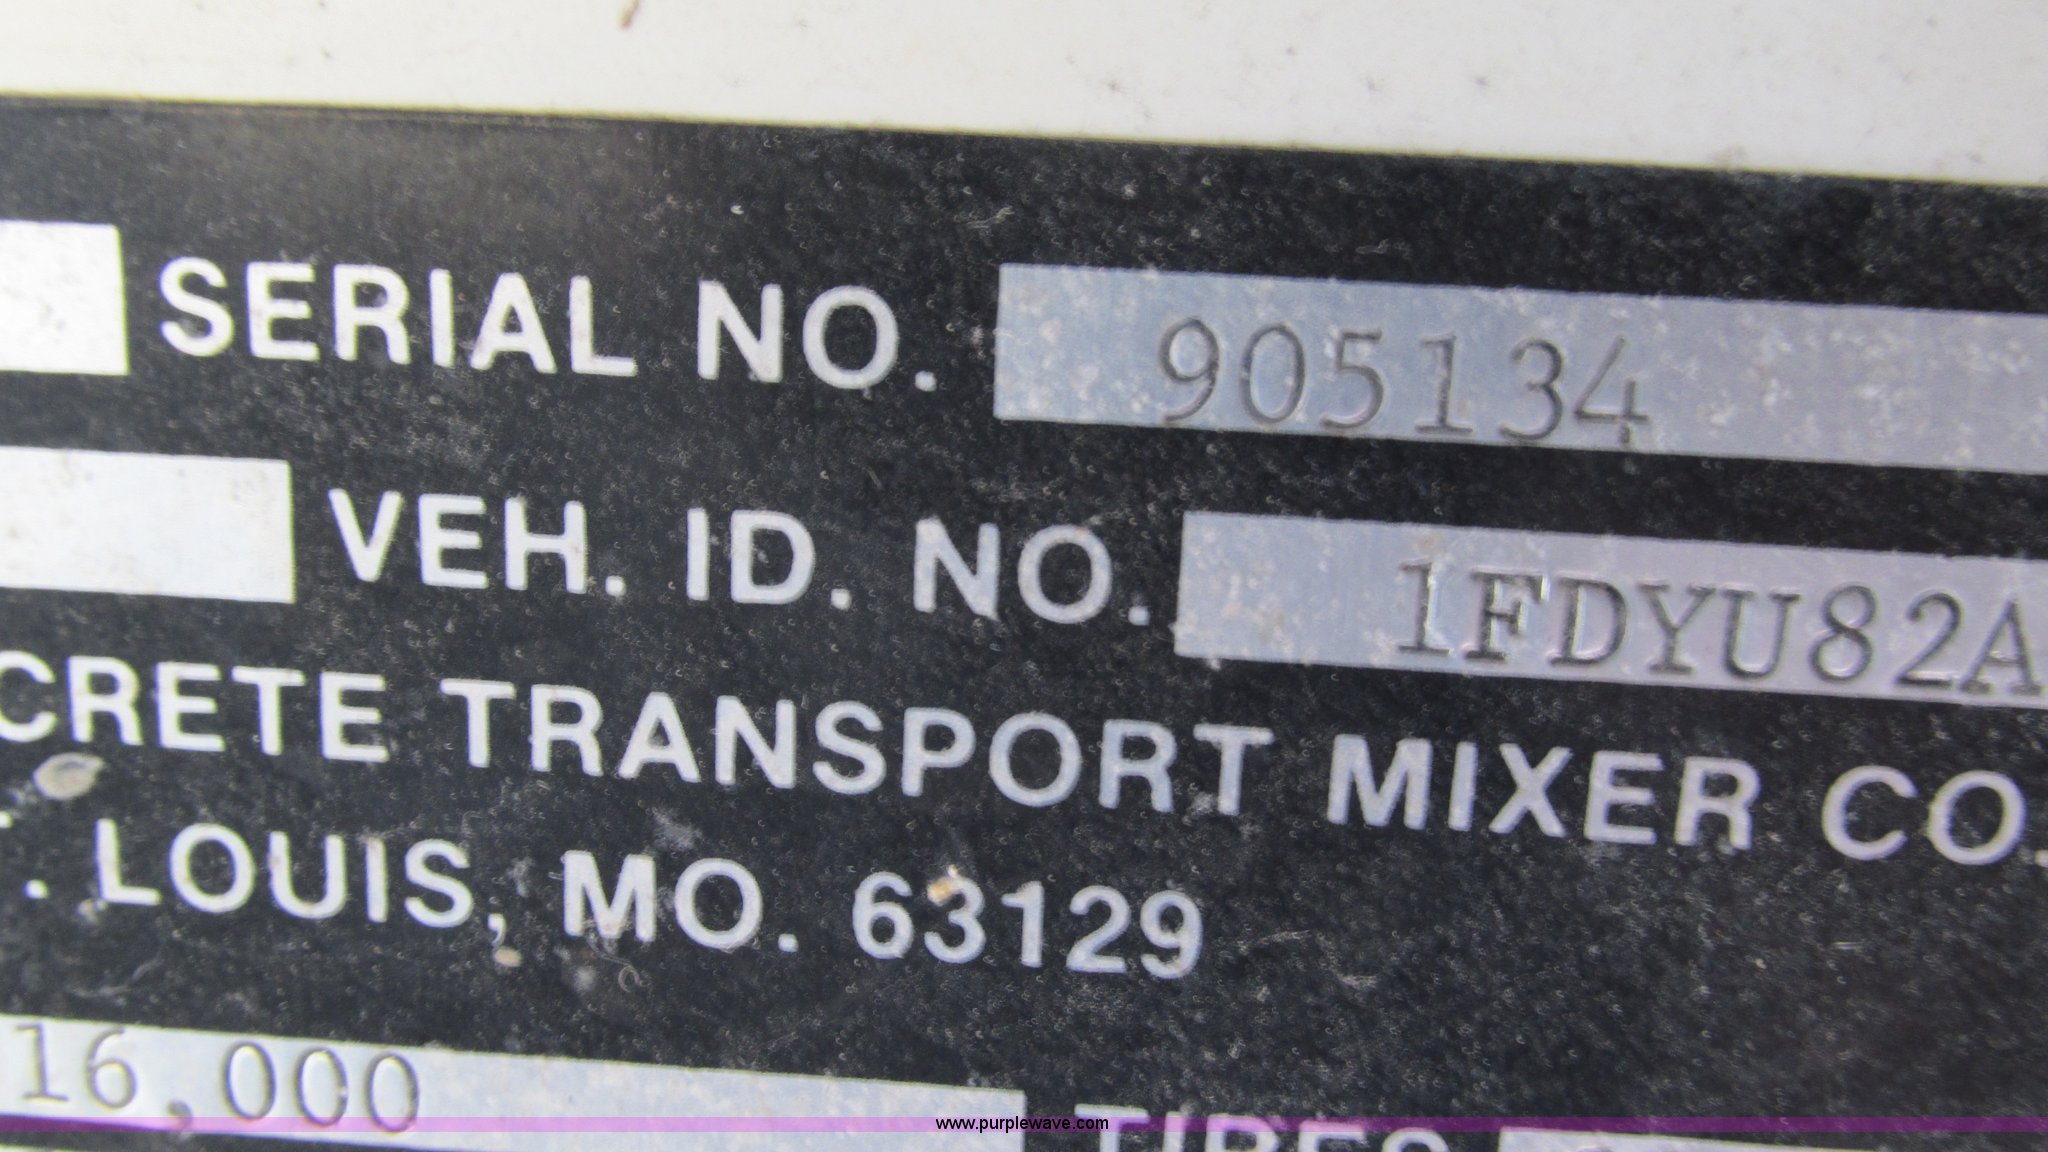 SERIAL NO. 905134
VEH. ID. NO. 1FDYU82A
CRETE TRANSPORT MIXER CO.
. LOUIS, MO. 63129
16,000
TIRES
www.purplewave.com